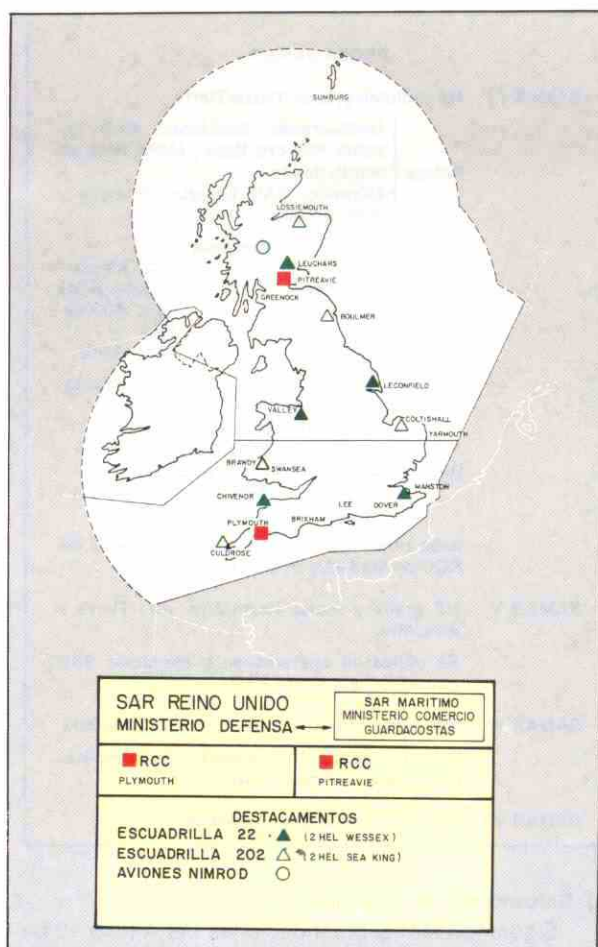 SUMBURG
LOSSIEMOUTH
LEUCHARS
PITREAVIE
GREENOCK
BOULMER
LECONFIELD
VALLEY
COLTISHALL
YARMOUTH
BRAWDY
SWANSEA
CHIVENOR
MANSTON
LEE
DOVER
PLYMOUTH
BRIXHAM
CULDROSE
SAR REINO UNIDO
MINISTERIO DEFENSA
SAR MARITIMO
MINISTERIO COMERCIO
GUARDACOSTAS
RCC
PLYMOUTH
RCC
PITREAVIE
DESTACAMENTOS
ESCUADRILLA 22 (2 HEL WESSEX)
ESCUADRILLA 202 (2 HEL SEA KING)
AVIONES NIMROD